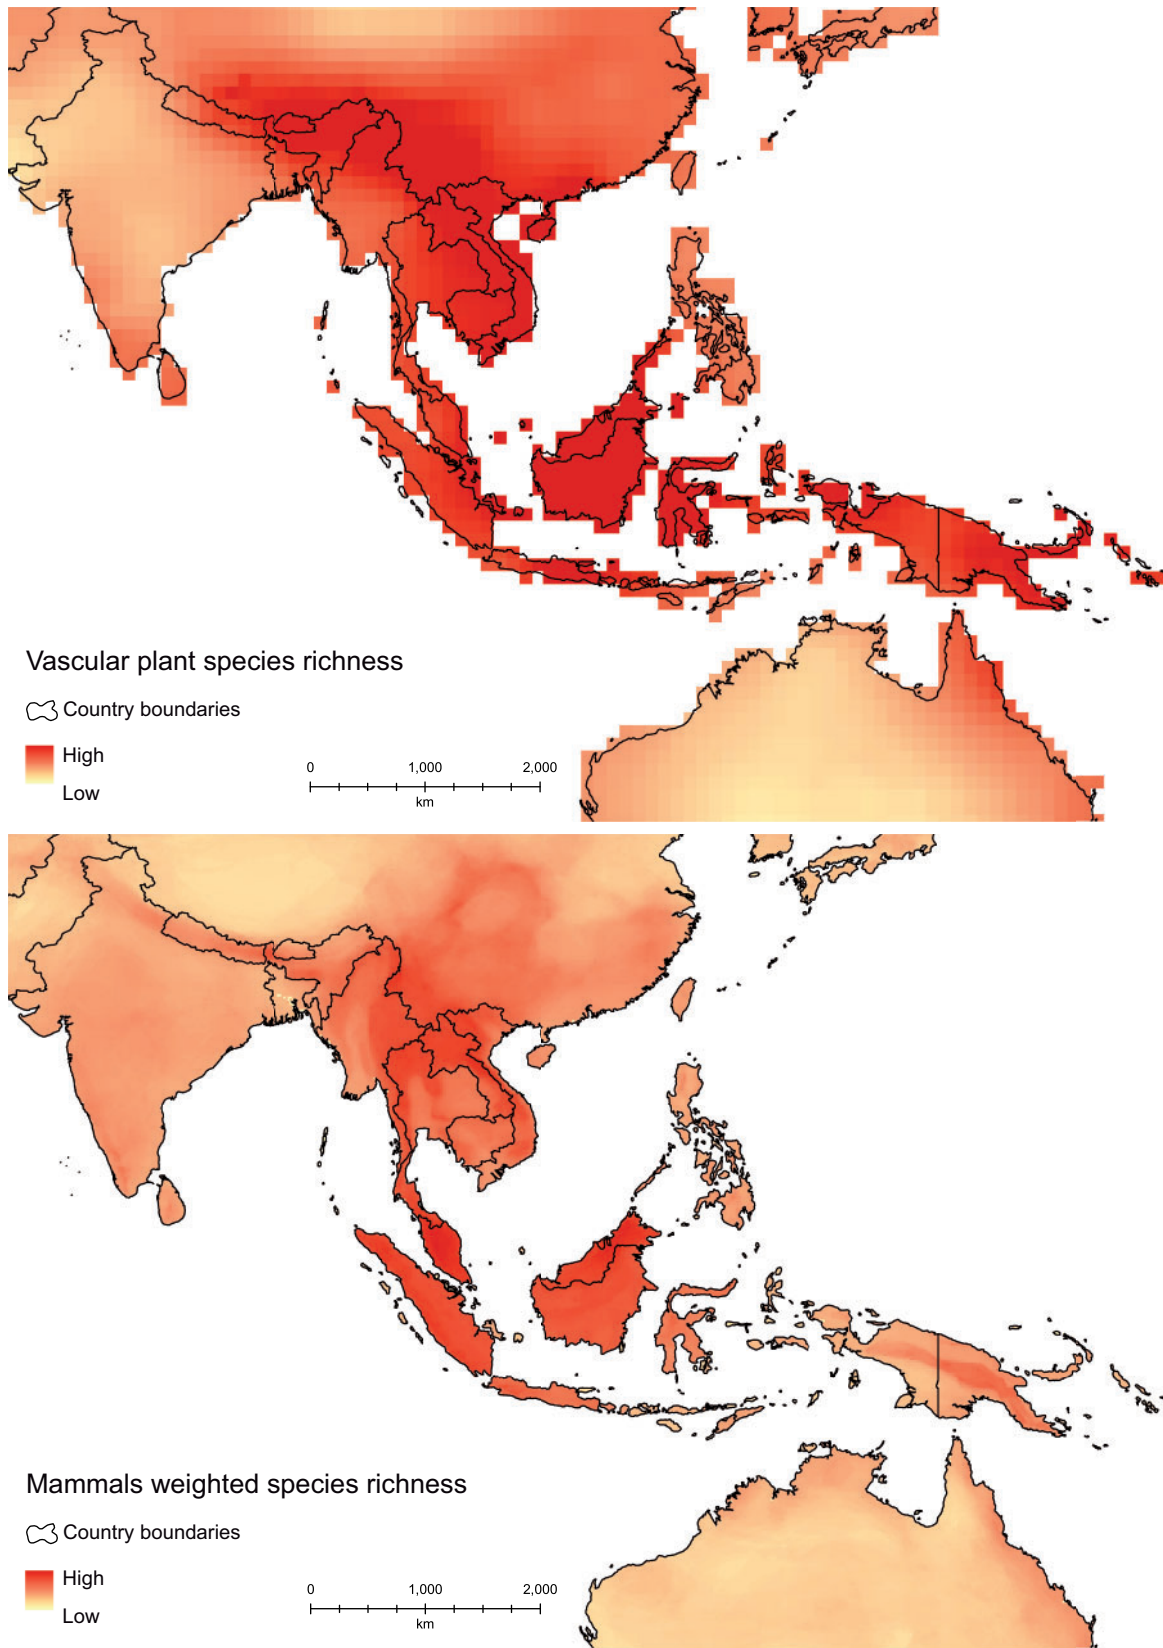 Vascular plant species richness
Country boundaries
High
Low
0 1,000 2,000
km
Mammals weighted species richness
Country boundaries
High
Low
0 1,000 2,000
km